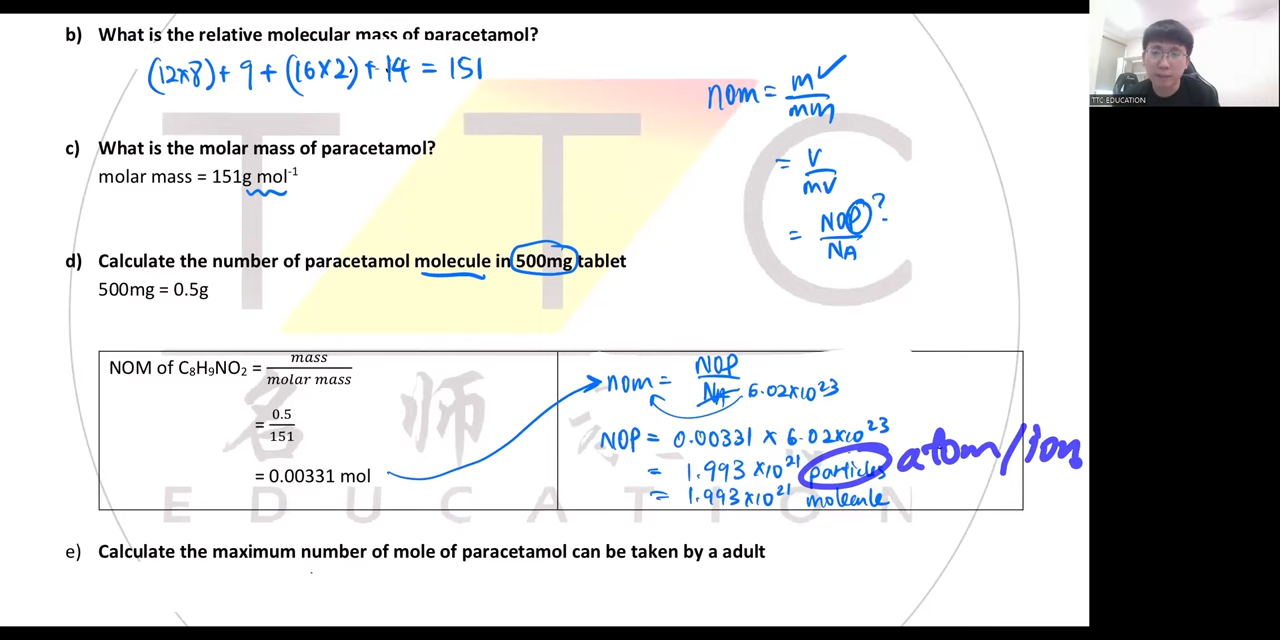 b) What is the relative molecular mass of paracetamol?
(12×8) + 9 + (16×2) + 14 = 151
nom = m / mm
= V / mV
= NOP / NA ?
TTC EDUCATION
c) What is the molar mass of paracetamol?
molar mass = 151g mol⁻¹
d) Calculate the number of paracetamol molecule in 500mg tablet
500mg = 0.5g
NOM of C₈H₉NO₂ = mass / molar mass
= 0.5 / 151
= 0.00331 mol
nom = NOP / NA 6.02×10²³
NOP = 0.00331 × 6.02×10²³
= 1.993 ×10²¹ particles atom/ion
= 1.993×10²¹ molecule
e) Calculate the maximum number of mole of paracetamol can be taken by a adult
TTC
名师
EDUCATION